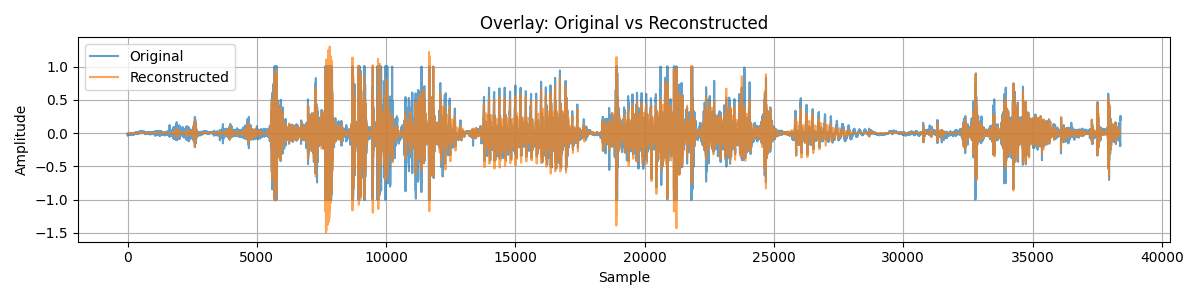 Overlay: Original vs Reconstructed
Original
Reconstructed
Amplitude
1.0
0.5
0.0
−0.5
−1.0
−1.5
0 5000 10000 15000 20000 25000 30000 35000 40000
Sample